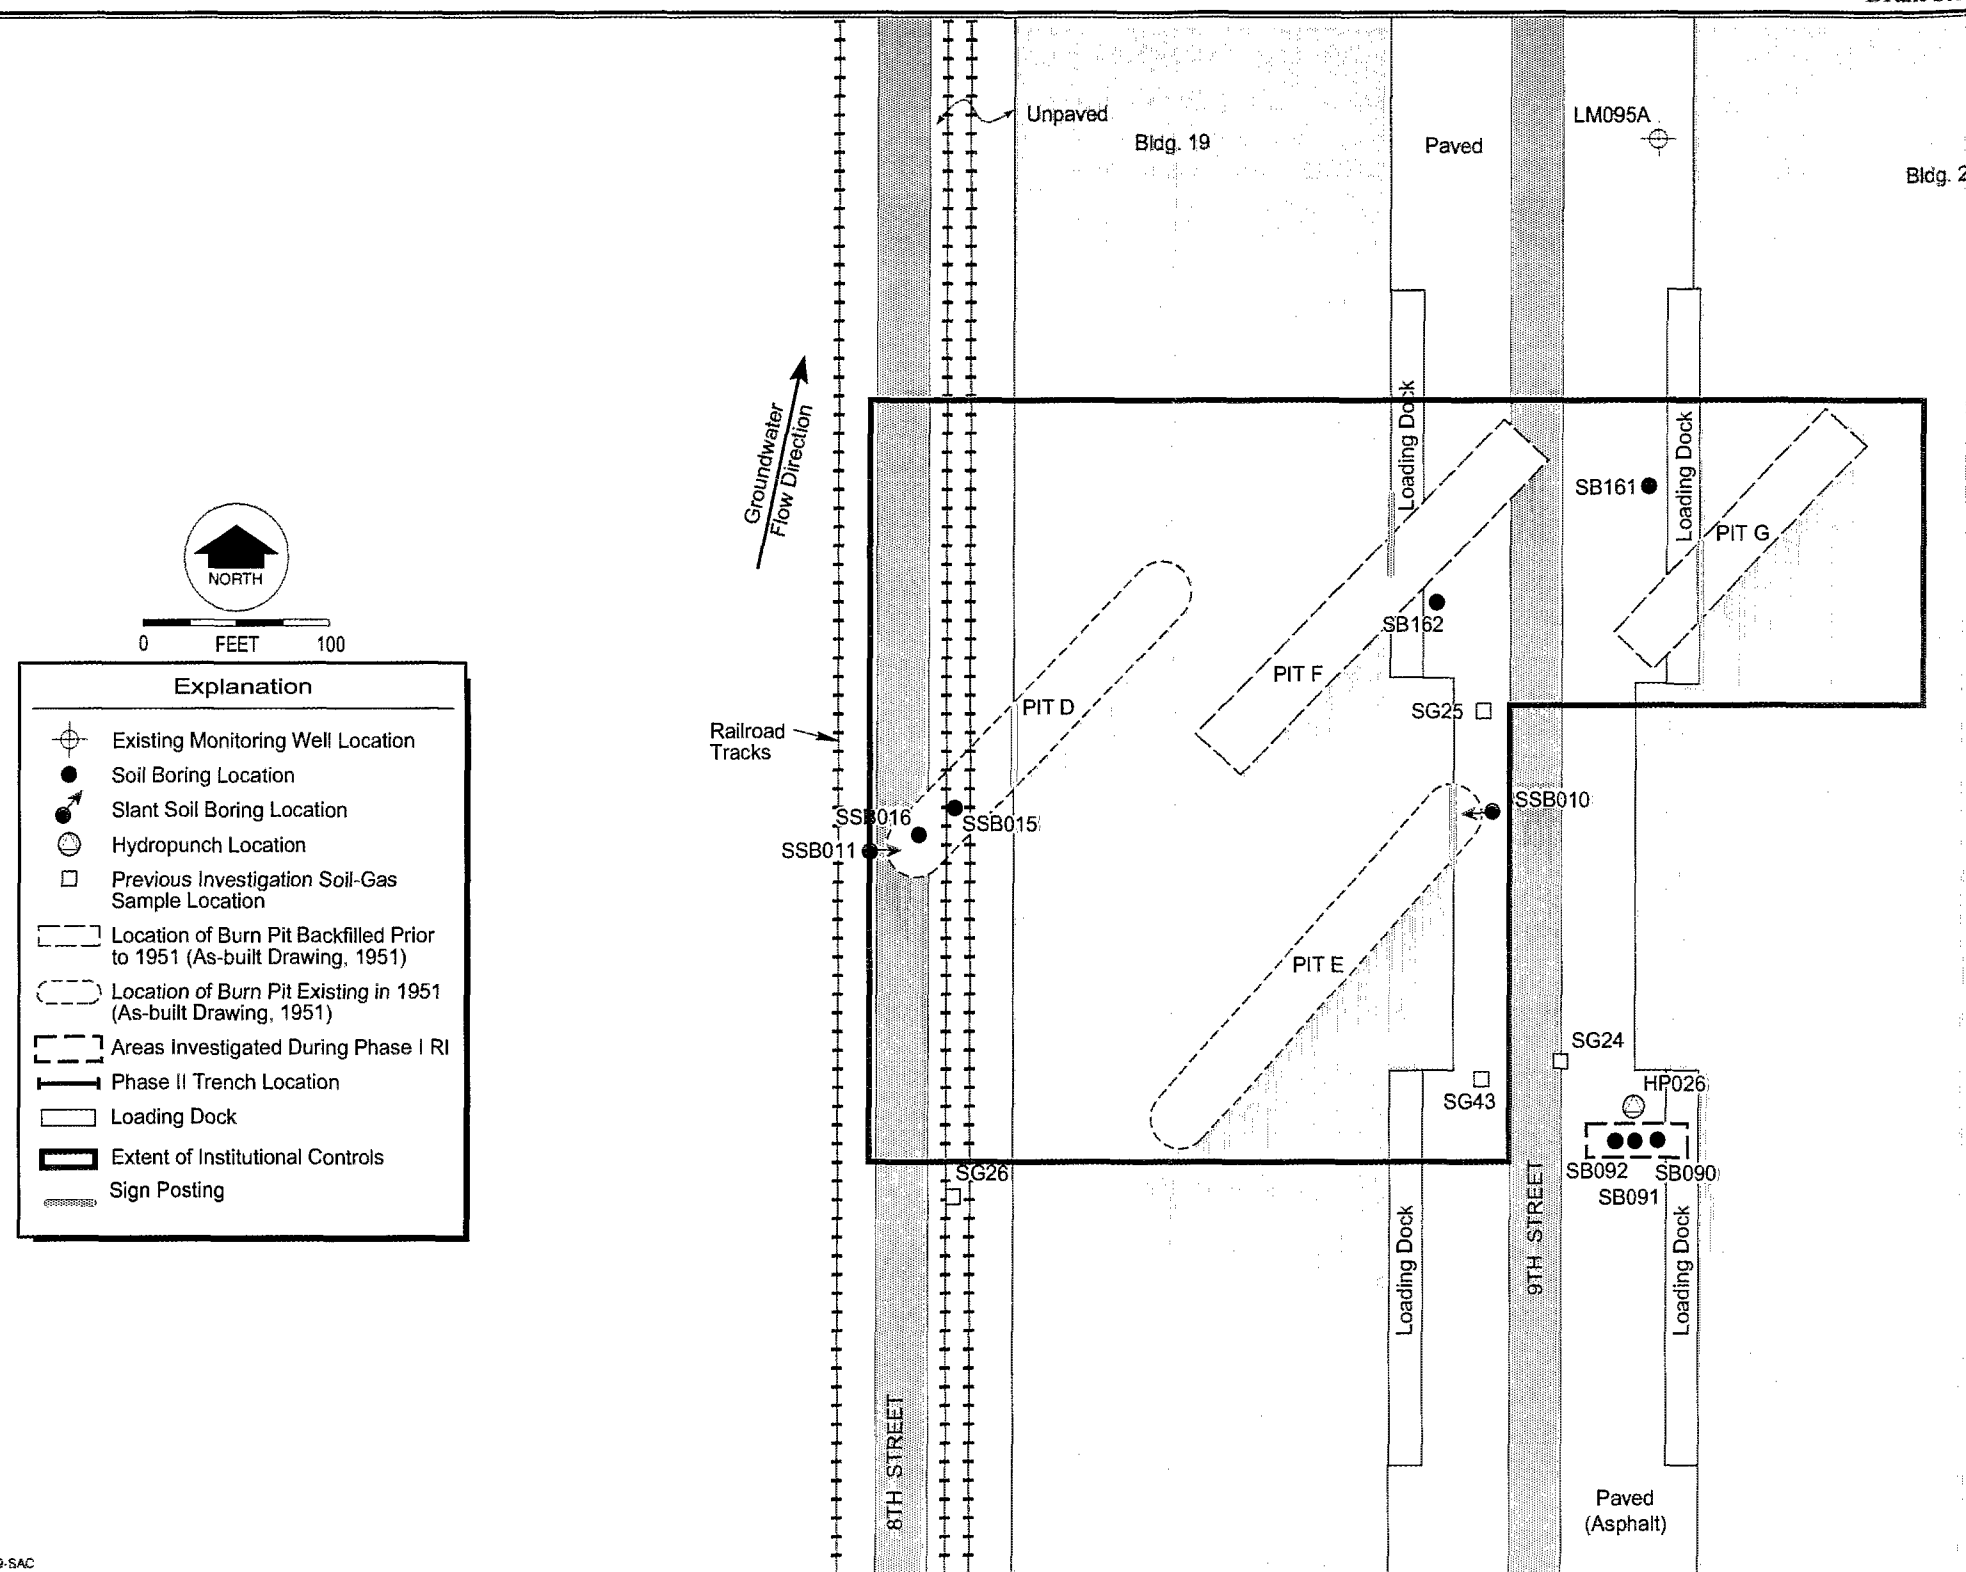 Unpaved
Bldg. 19
Paved
LM095A
Bldg. 2
Groundwater
Flow Direction
Loading Dock
Loading Dock
SB161
PIT G
NORTH
0 FEET 100
SB162
PIT F
PIT D
SG25
Railroad
Tracks
SSB016
SSB015
SSB011
SSB010
PIT E
SG24
HP026
SG43
SB092
SB090
SB091
SG26
9TH STREET
Loading Dock
Loading Dock
8TH STREET
Paved
(Asphalt)
Explanation
Existing Monitoring Well Location
Soil Boring Location
Slant Soil Boring Location
Hydropunch Location
Previous Investigation Soil-Gas
Sample Location
Location of Burn Pit Backfilled Prior
to 1951 (As-built Drawing, 1951)
Location of Burn Pit Existing in 1951
(As-built Drawing, 1951)
Areas Investigated During Phase I RI
Phase II Trench Location
Loading Dock
Extent of Institutional Controls
Sign Posting
-SAC